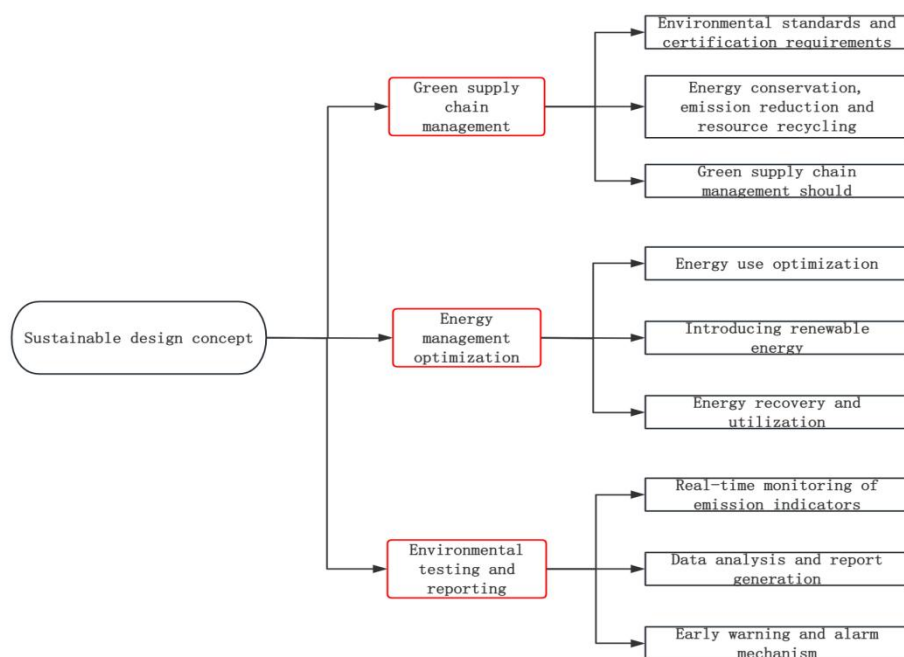 Sustainable design concept
Green supply
chain
management
Environmental standards and
certification requirements
Energy conservation,
emission reduction and
resource recycling
Green supply chain
management should
Energy
management
optimization
Energy use optimization
Introducing renewable
energy
Energy recovery and
utilization
Environmental
testing and
reporting
Real-time monitoring of
emission indicators
Data analysis and report
generation
Early warning and alarm
mechanism